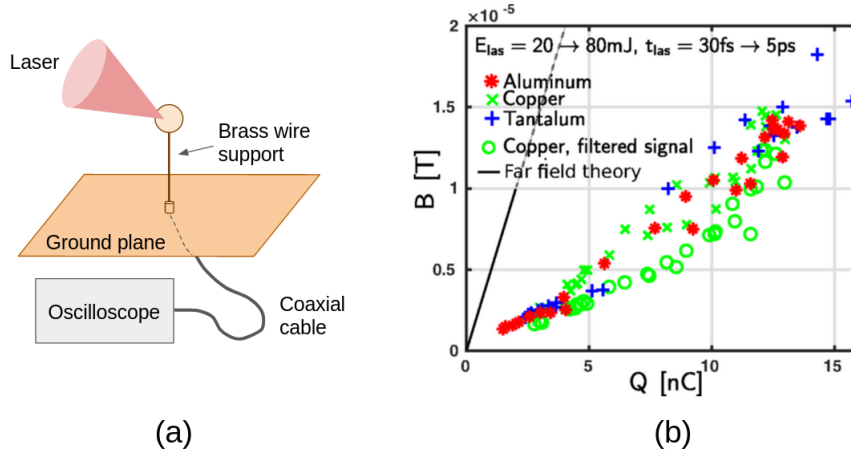 Laser
Brass wire
support
Ground plane
Oscilloscope
Coaxial
cable
(a)
×10 -5
E_las = 20 → 80mJ, t_las = 30fs → 5ps
Aluminum
Copper
Tantalum
Copper, filtered signal
Far field theory
2
1.5
1
0.5
0
B [T]
0
5
10
15
Q [nC]
(b)